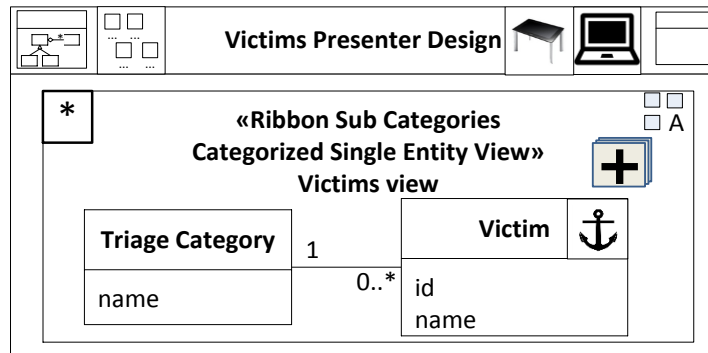 Victims Presenter Design
*
... ...
... ...
*
A
«Ribbon Sub Categories
Categorized Single Entity View»
Victims view
Triage Category
1
Victim
name
0..*
id
name